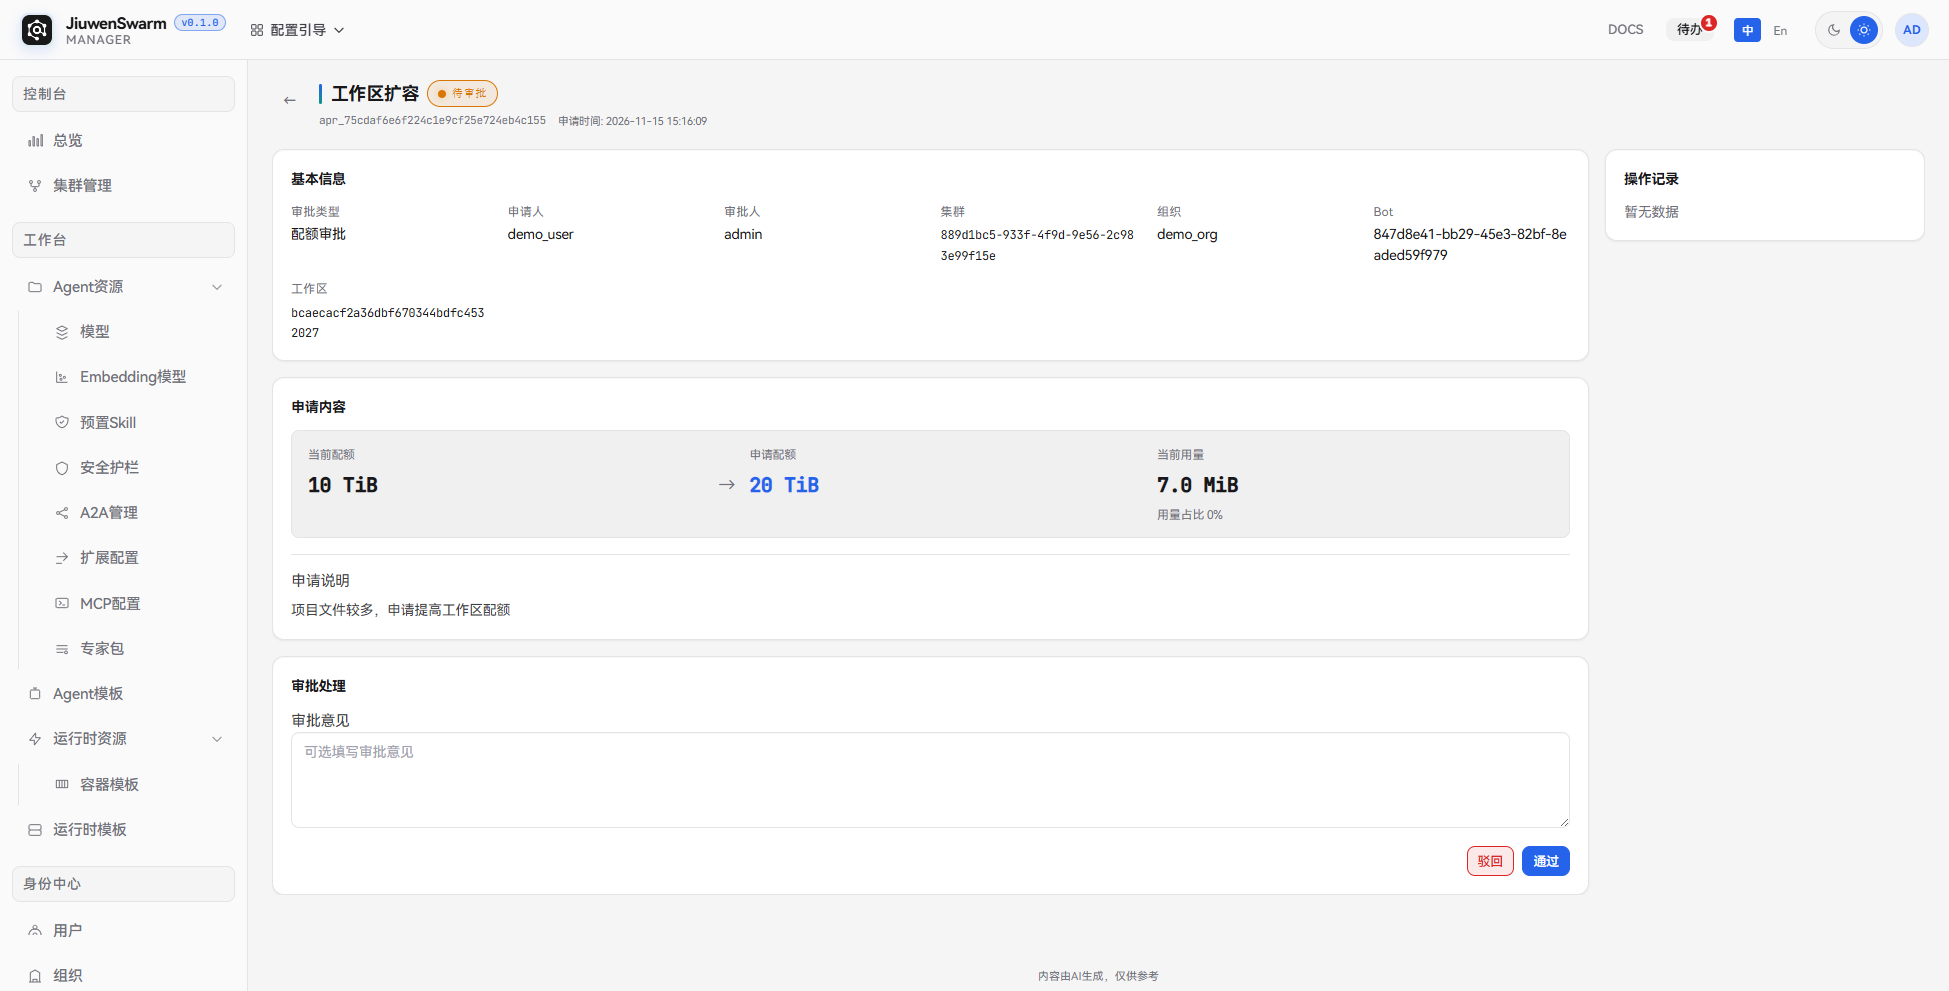 JiuwenSwarm
MANAGER
v0.1.0
配置引导
DOCS
待办
1
中
En
AD
控制台
总览
集群管理
工作台
Agent资源
模型
Embedding模型
预置Skill
安全护栏
A2A管理
扩展配置
MCP配置
专家包
Agent模板
运行时资源
容器模板
运行时模板
身份中心
用户
组织
工作区扩容
待审批
apr_75cdaf6e6f224c1e9cf25e724eb4c155
申请时间: 2026-11-15 15:16:09
基本信息
审批类型
配额审批
申请人
demo_user
审批人
admin
集群
889d1bc5-933f-4f9d-9e56-2c98
3e99f15e
组织
demo_org
Bot
847d8e41-bb29-45e3-82bf-8e
aded59f979
工作区
bcaecacf2a36dbf670344bdfc453
2027
申请内容
当前配额
10 TiB
→
申请配额
20 TiB
当前用量
7.0 MiB
用量占比 0%
申请说明
项目文件较多，申请提高工作区配额
审批处理
审批意见
可选填写审批意见
驳回
通过
操作记录
暂无数据
内容由AI生成，仅供参考